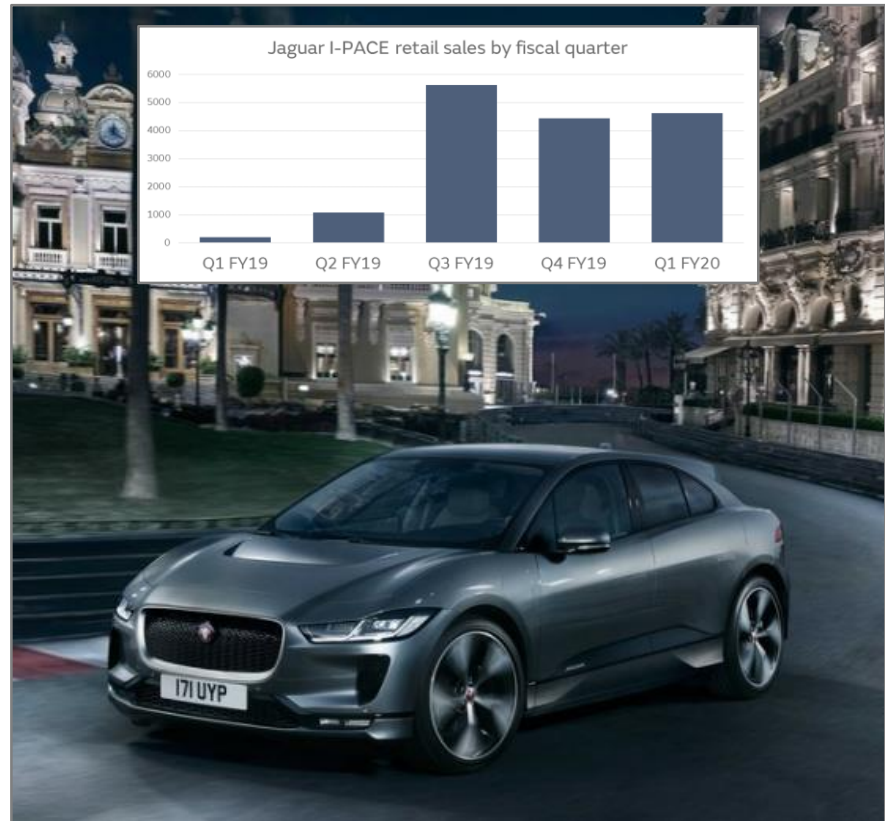 Jaguar I-PACE retail sales by fiscal quarter
6000
5000
4000
3000
2000
1000
0
Q1 FY19 Q2 FY19 Q3 FY19 Q4 FY19 Q1 FY20
171 UYP